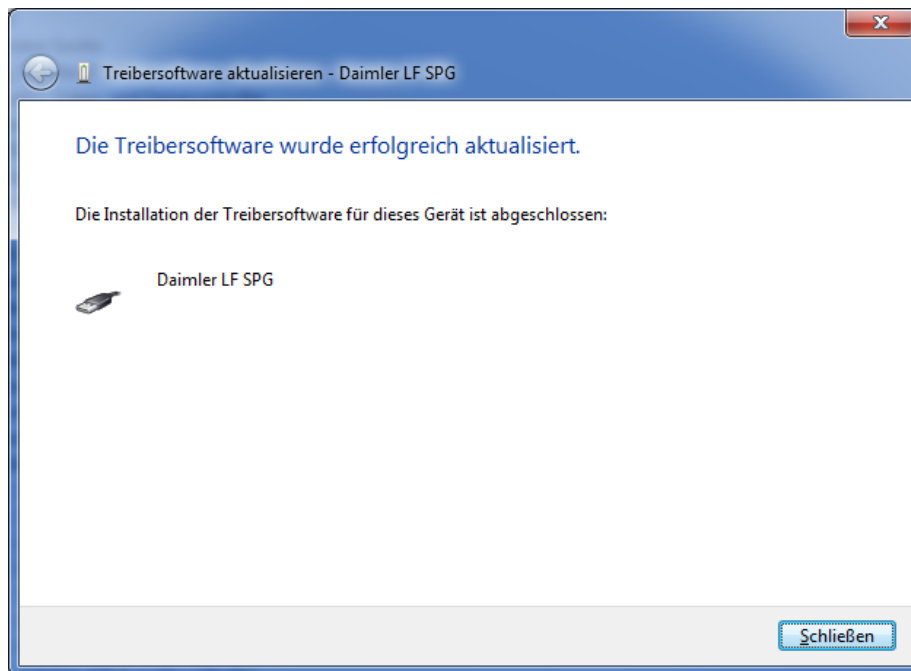 Treibersoftware aktualisieren - Daimler LF SPG
Die Treibersoftware wurde erfolgreich aktualisiert.
Die Installation der Treibersoftware für dieses Gerät ist abgeschlossen:
Daimler LF SPG
Schließen